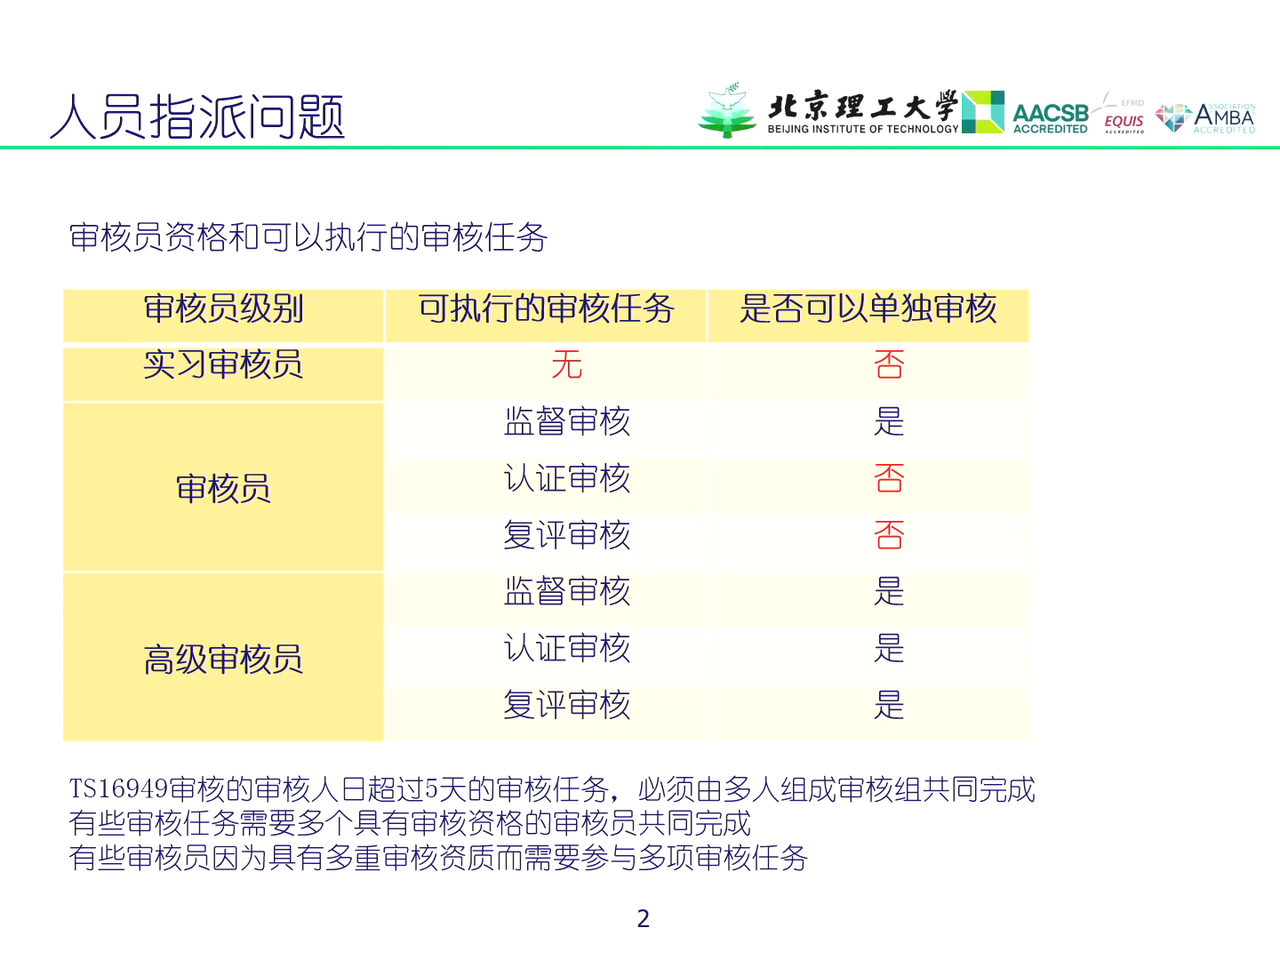 人员指派问题
北京理工大学
BEIJING INSTITUTE OF TECHNOLOGY
AACSB
ACCREDITED
EFMD
EQUIS
ACCREDITED
ASSOCIATION
AMBA
ACCREDITED
审核员资格和可以执行的审核任务
审核员级别 可执行的审核任务 是否可以单独审核
实习审核员 无 否
审核员 监督审核 是
认证审核 否
复评审核 否
高级审核员 监督审核 是
认证审核 是
复评审核 是
TS16949审核的审核人日超过5天的审核任务，必须由多人组成审核组共同完成
有些审核任务需要多个具有审核资格的审核员共同完成
有些审核员因为具有多重审核资质而需要参与多项审核任务
2